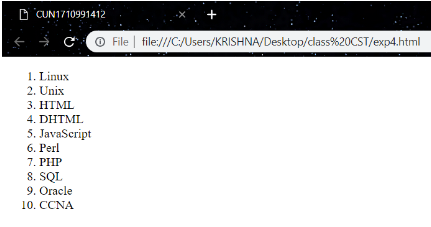 CUN1710991412
File | file:///C:/Users/KRISHNA/Desktop/class%20CST/exp4.html
1. Linux
2. Unix
3. HTML
4. DHTML
5. JavaScript
6. Perl
7. PHP
8. SQL
9. Oracle
10. CCNA